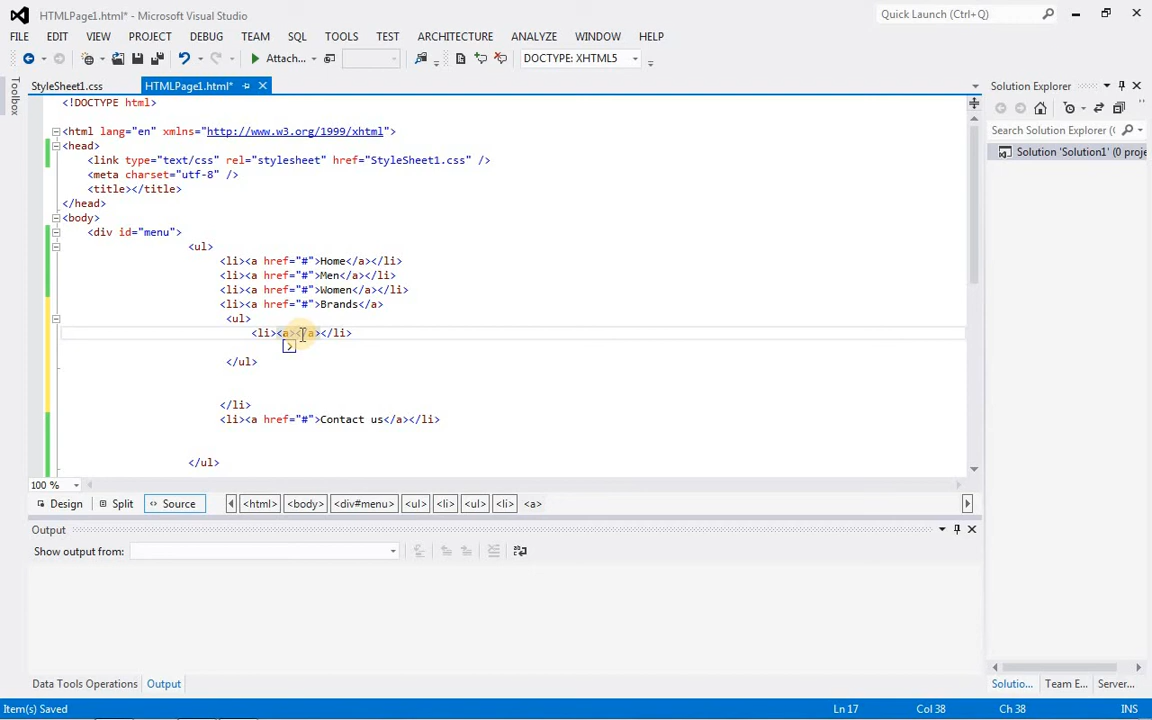 HTMLPage1.html* - Microsoft Visual Studio
Quick Launch (Ctrl+Q)
FILE EDIT VIEW PROJECT DEBUG TEAM SQL TOOLS TEST ARCHITECTURE ANALYZE WINDOW HELP
Attach... DOCTYPE: XHTML5
Toolbox
StyleSheet1.css HTMLPage1.html*
Solution Explorer
Search Solution Explorer (
Solution 'Solution1' (0 proje
<!DOCTYPE html>
<html lang="en" xmlns="http://www.w3.org/1999/xhtml">
<head>
<link type="text/css" rel="stylesheet" href="StyleSheet1.css" />
<meta charset="utf-8" />
<title></title>
</head>
<body>
<div id="menu">
<ul>
<li><a href="#">Home</a></li>
<li><a href="#">Men</a></li>
<li><a href="#">Women</a></li>
<li><a href="#">Brands</a>
<ul>
<li><a></a></li>
</ul>
</li>
<li><a href="#">Contact us</a></li>
</ul>
100 %
Design Split Source <html> <body> <div#menu> <ul> <li> <ul> <li> <a>
Output
Show output from:
Data Tools Operations Output
Solutio... Team E... Server...
Item(s) Saved Ln 17 Col 38 Ch 38 INS